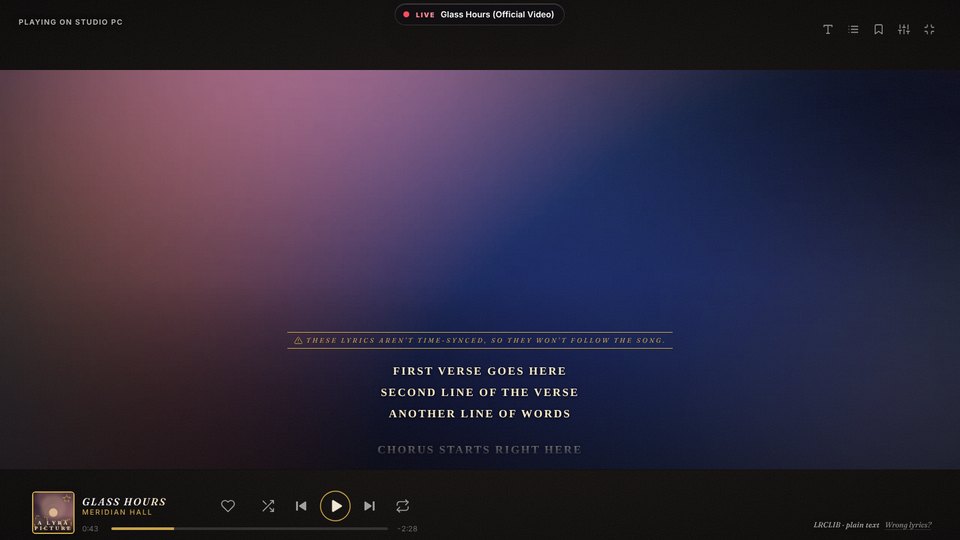 PLAYING ON STUDIO PC
LIVE Glass Hours (Official Video)
THESE LYRICS AREN'T TIME-SYNCED, SO THEY WON'T FOLLOW THE SONG.
FIRST VERSE GOES HERE
SECOND LINE OF THE VERSE
ANOTHER LINE OF WORDS
CHORUS STARTS RIGHT HERE
A LYRA
PICTURE
GLASS HOURS
MERIDIAN HALL
0:43
-2:28
LRCLIB · plain text Wrong lyrics?